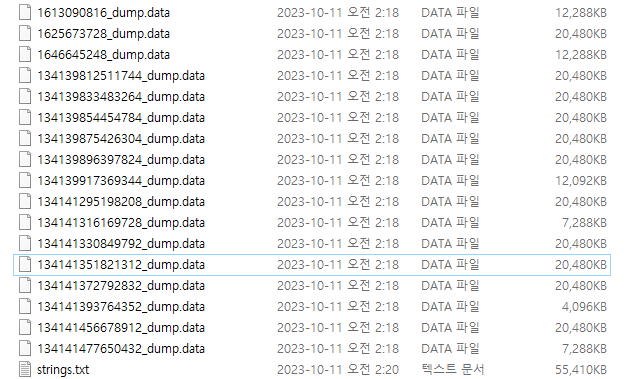 1613090816_dump.data 2023-10-11 오전 2:18 DATA 파일 12,288KB
1625673728_dump.data 2023-10-11 오전 2:18 DATA 파일 20,480KB
1646645248_dump.data 2023-10-11 오전 2:18 DATA 파일 12,288KB
134139812511744_dump.data 2023-10-11 오전 2:18 DATA 파일 20,480KB
134139833483264_dump.data 2023-10-11 오전 2:18 DATA 파일 20,480KB
134139854454784_dump.data 2023-10-11 오전 2:18 DATA 파일 20,480KB
134139875426304_dump.data 2023-10-11 오전 2:18 DATA 파일 20,480KB
134139896397824_dump.data 2023-10-11 오전 2:18 DATA 파일 20,480KB
134139917369344_dump.data 2023-10-11 오전 2:18 DATA 파일 12,092KB
134141295198208_dump.data 2023-10-11 오전 2:18 DATA 파일 20,480KB
134141316169728_dump.data 2023-10-11 오전 2:18 DATA 파일 7,288KB
134141330849792_dump.data 2023-10-11 오전 2:18 DATA 파일 20,480KB
134141351821312_dump.data 2023-10-11 오전 2:18 DATA 파일 20,480KB
134141372792832_dump.data 2023-10-11 오전 2:18 DATA 파일 20,480KB
134141393764352_dump.data 2023-10-11 오전 2:18 DATA 파일 4,096KB
134141456678912_dump.data 2023-10-11 오전 2:18 DATA 파일 20,480KB
134141477650432_dump.data 2023-10-11 오전 2:18 DATA 파일 7,288KB
strings.txt 2023-10-11 오전 2:20 텍스트 문서 55,410KB